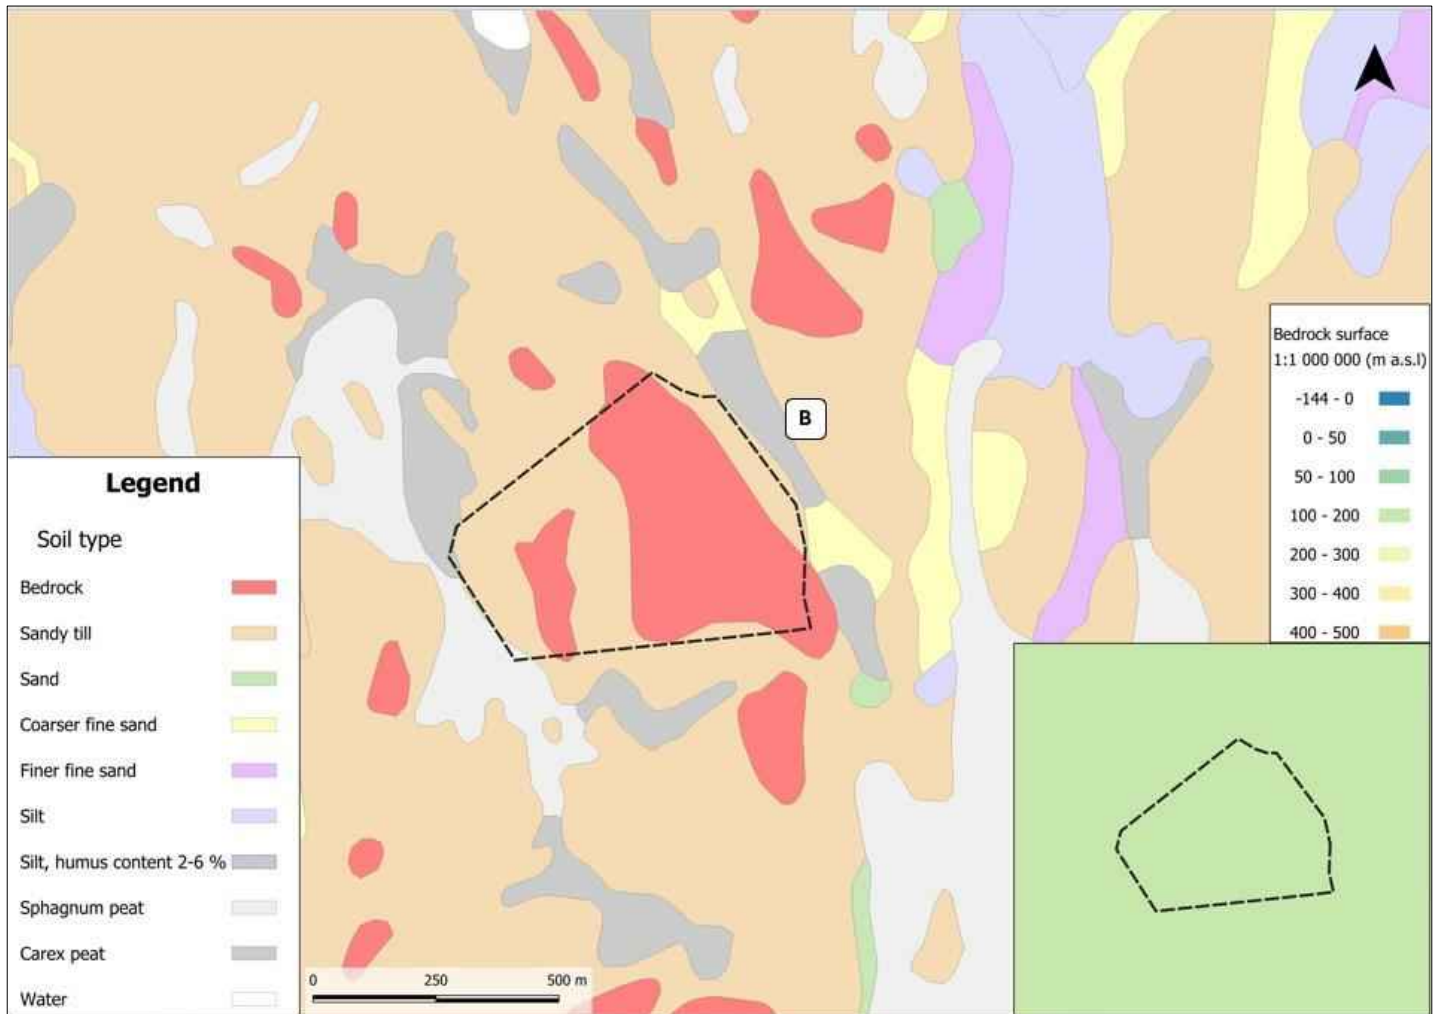 B
Legend
Soil type
Bedrock
Sandy till
Sand
Coarser fine sand
Finer fine sand
Silt
Silt, humus content 2-6 %
Sphagnum peat
Carex peat
Water
0 250 500 m
Bedrock surface
1:1 000 000 (m a.s.l)
-144 - 0
0 - 50
50 - 100
100 - 200
200 - 300
300 - 400
400 - 500